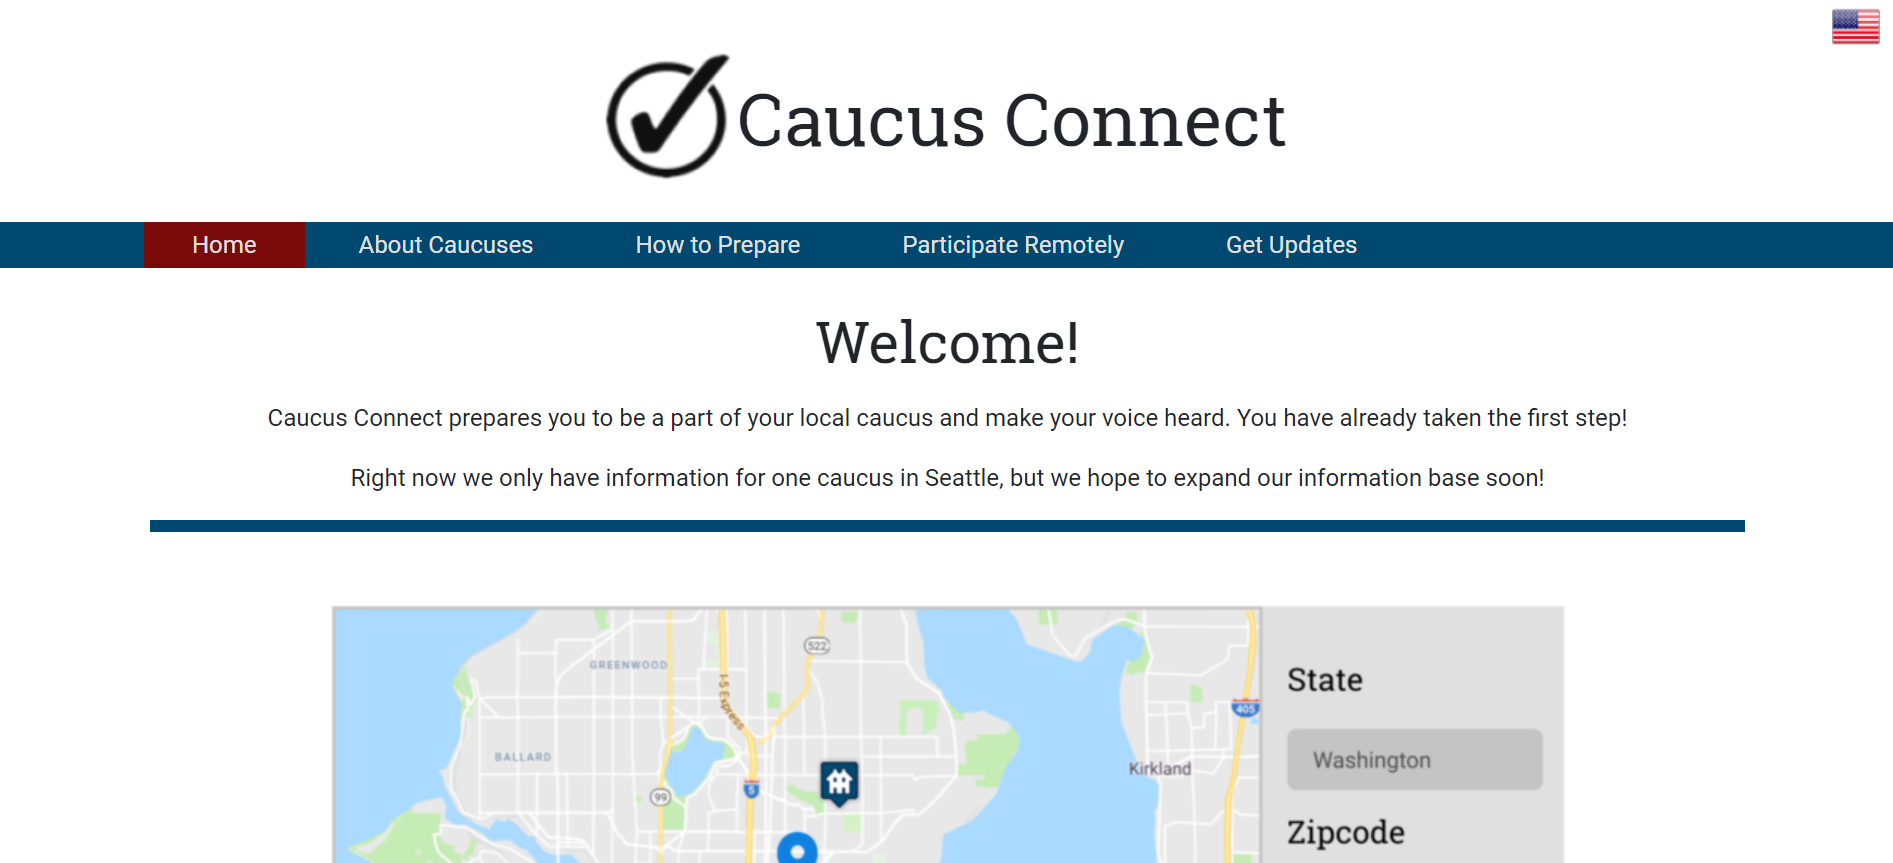 Caucus Connect
Home
About Caucuses
How to Prepare
Participate Remotely
Get Updates
Welcome!
Caucus Connect prepares you to be a part of your local caucus and make your voice heard. You have already taken the first step!
Right now we only have information for one caucus in Seattle, but we hope to expand our information base soon!
522
GREENWOOD
I-5 Express
405
BALLARD
5
99
Kirkland
State
Washington
Zipcode